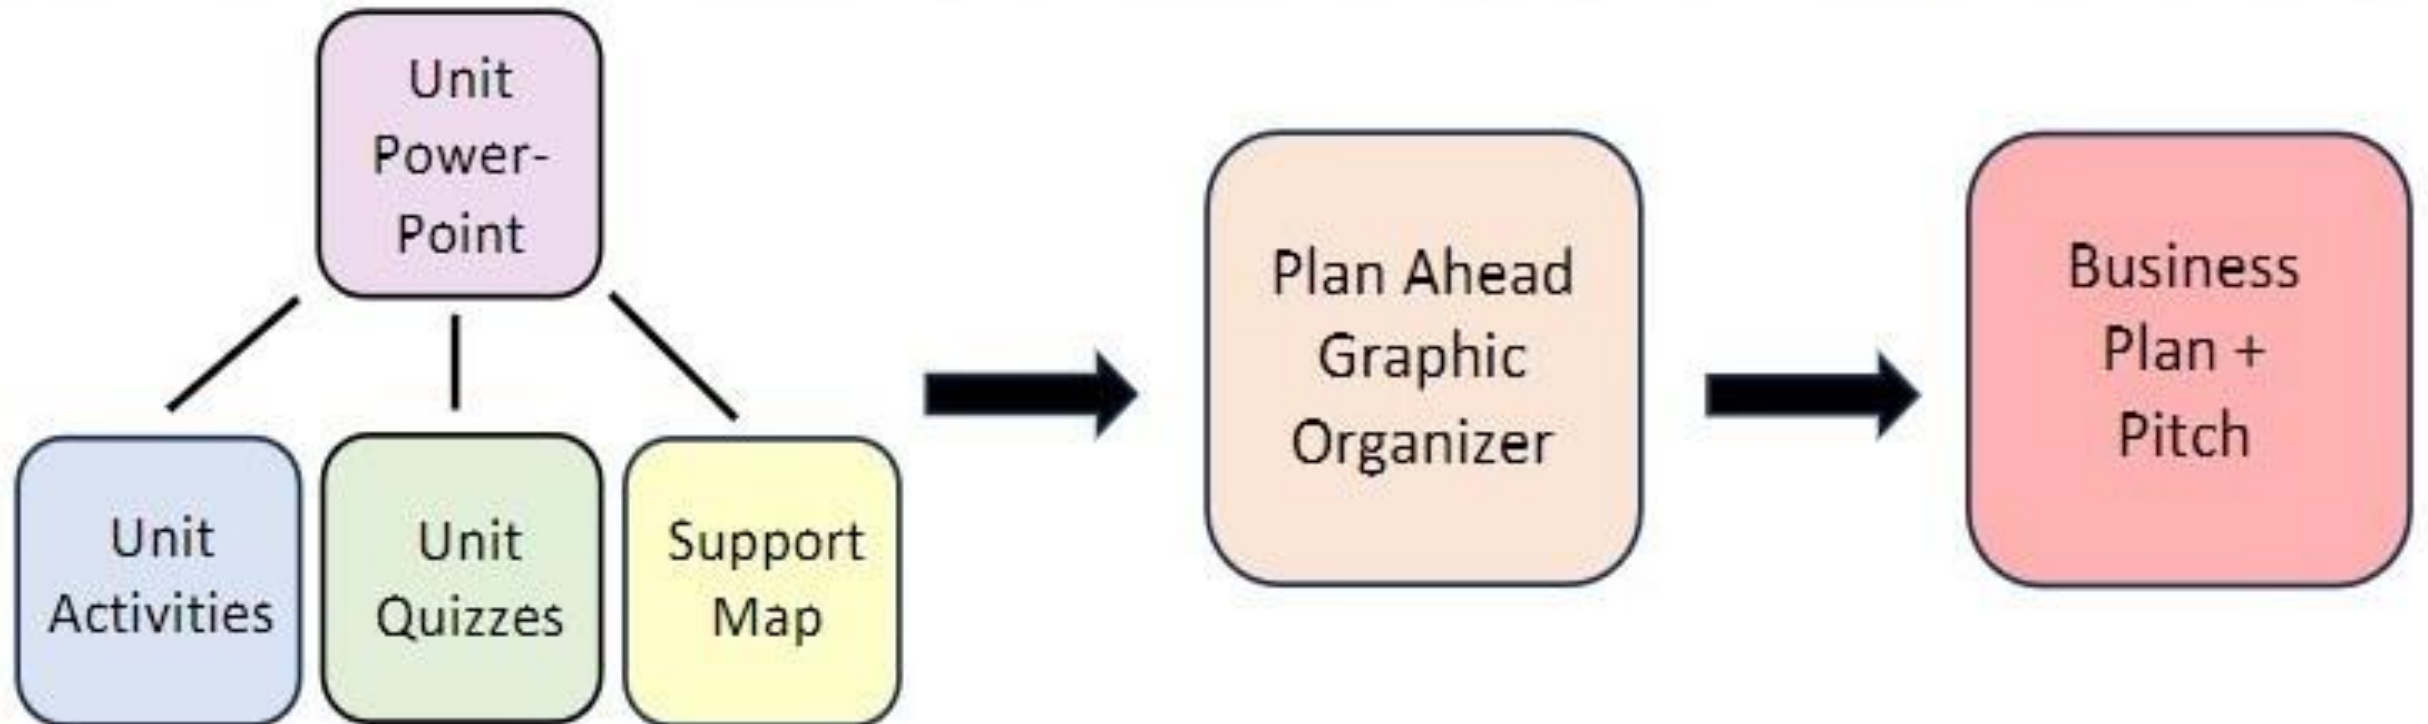 Unit
Power-
Point
Unit
Activities
Unit
Quizzes
Support
Map
Plan Ahead
Graphic
Organizer
Business
Plan +
Pitch